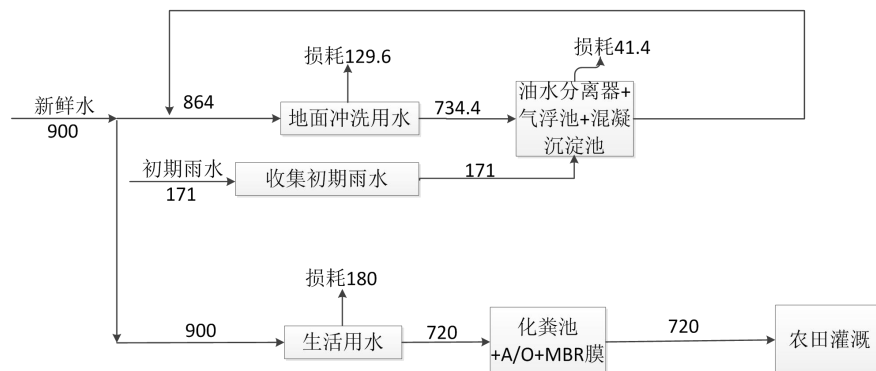 损耗129.6
损耗41.4
新鲜水
900
864
地面冲洗用水
734.4
油水分离器+
气浮池+混凝
沉淀池
初期雨水
171
收集初期雨水
171
损耗180
900
生活用水
720
化粪池
+A/O+MBR膜
720
农田灌溉